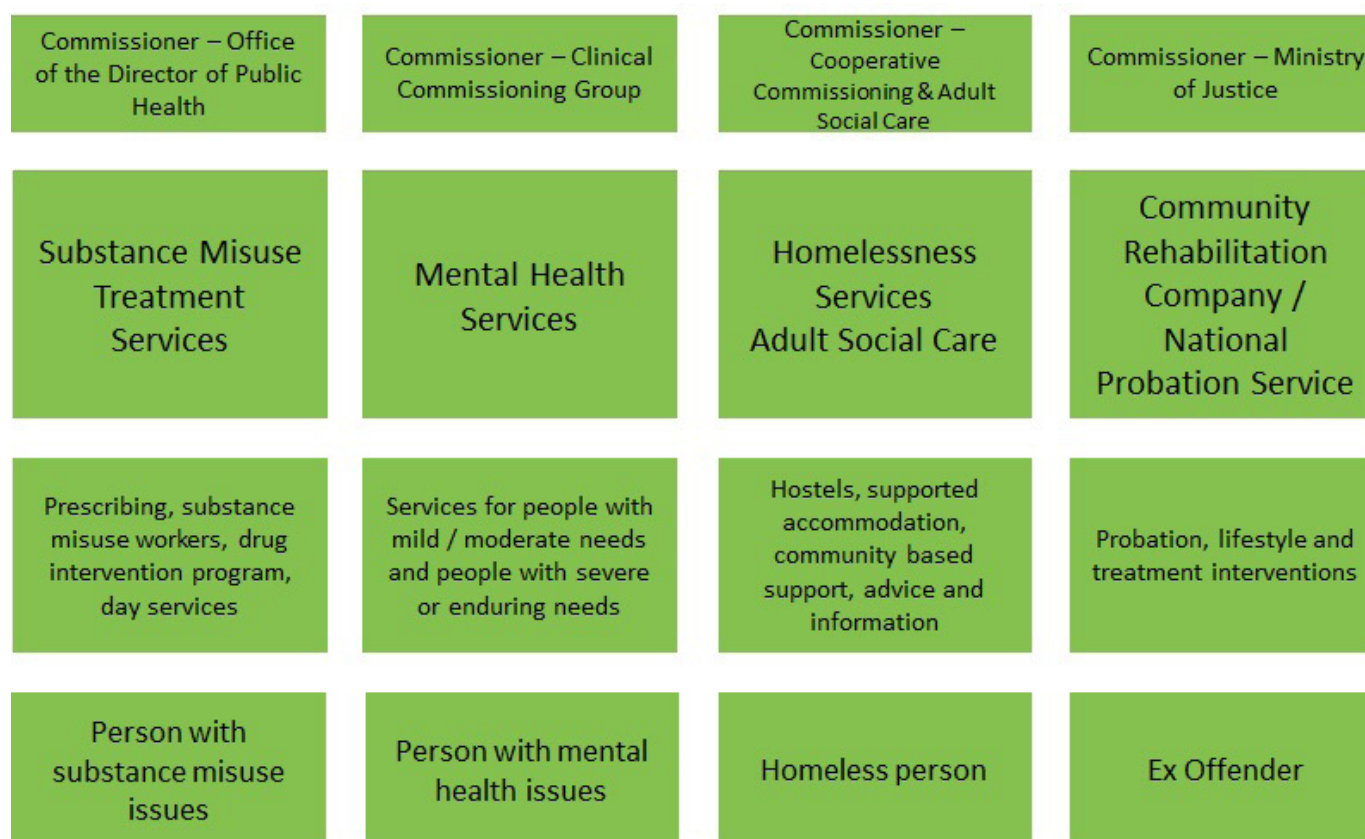 Commissioner – Office
of the Director of Public
Health
Commissioner – Clinical
Commissioning Group
Commissioner –
Cooperative
Commissioning & Adult
Social Care
Commissioner – Ministry
of Justice
Substance Misuse
Treatment
Services
Mental Health
Services
Homelessness
Services
Adult Social Care
Community
Rehabilitation
Company /
National
Probation Service
Prescribing, substance
misuse workers, drug
intervention program,
day services
Services for people with
mild / moderate needs
and people with severe
or enduring needs
Hostels, supported
accommodation,
community based
support, advice and
information
Probation, lifestyle and
treatment interventions
Person with
substance misuse
issues
Person with mental
health issues
Homeless person
Ex Offender